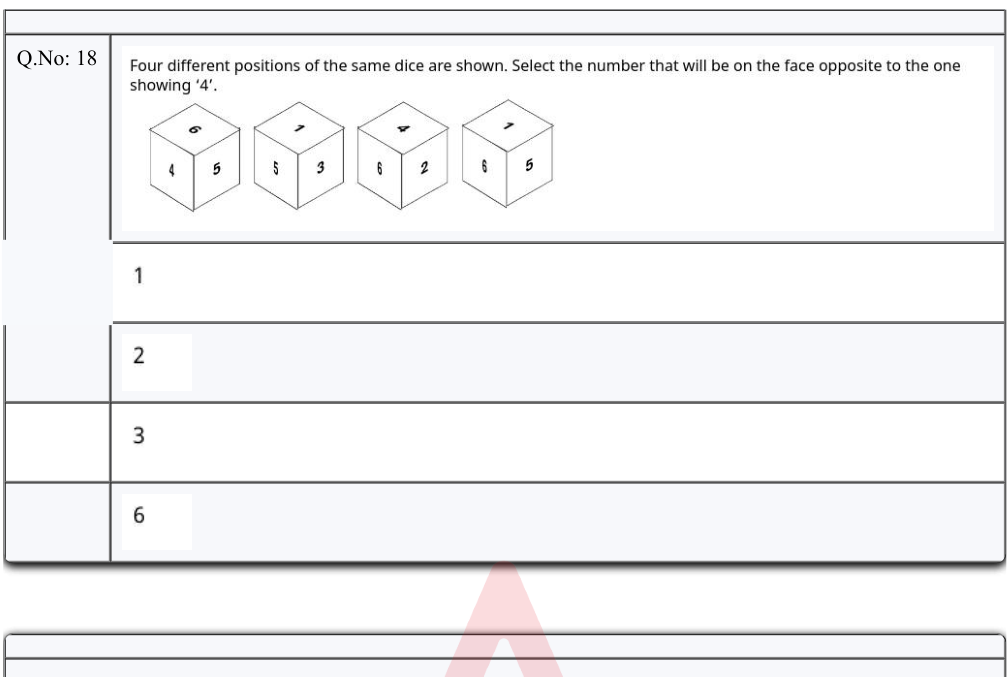 Q.No: 18
Four different positions of the same dice are shown. Select the number that will be on the face opposite to the one
showing ‘4’.
6 1 4 1
4 5 5 3 6 2 6 5
1
2
3
6
A